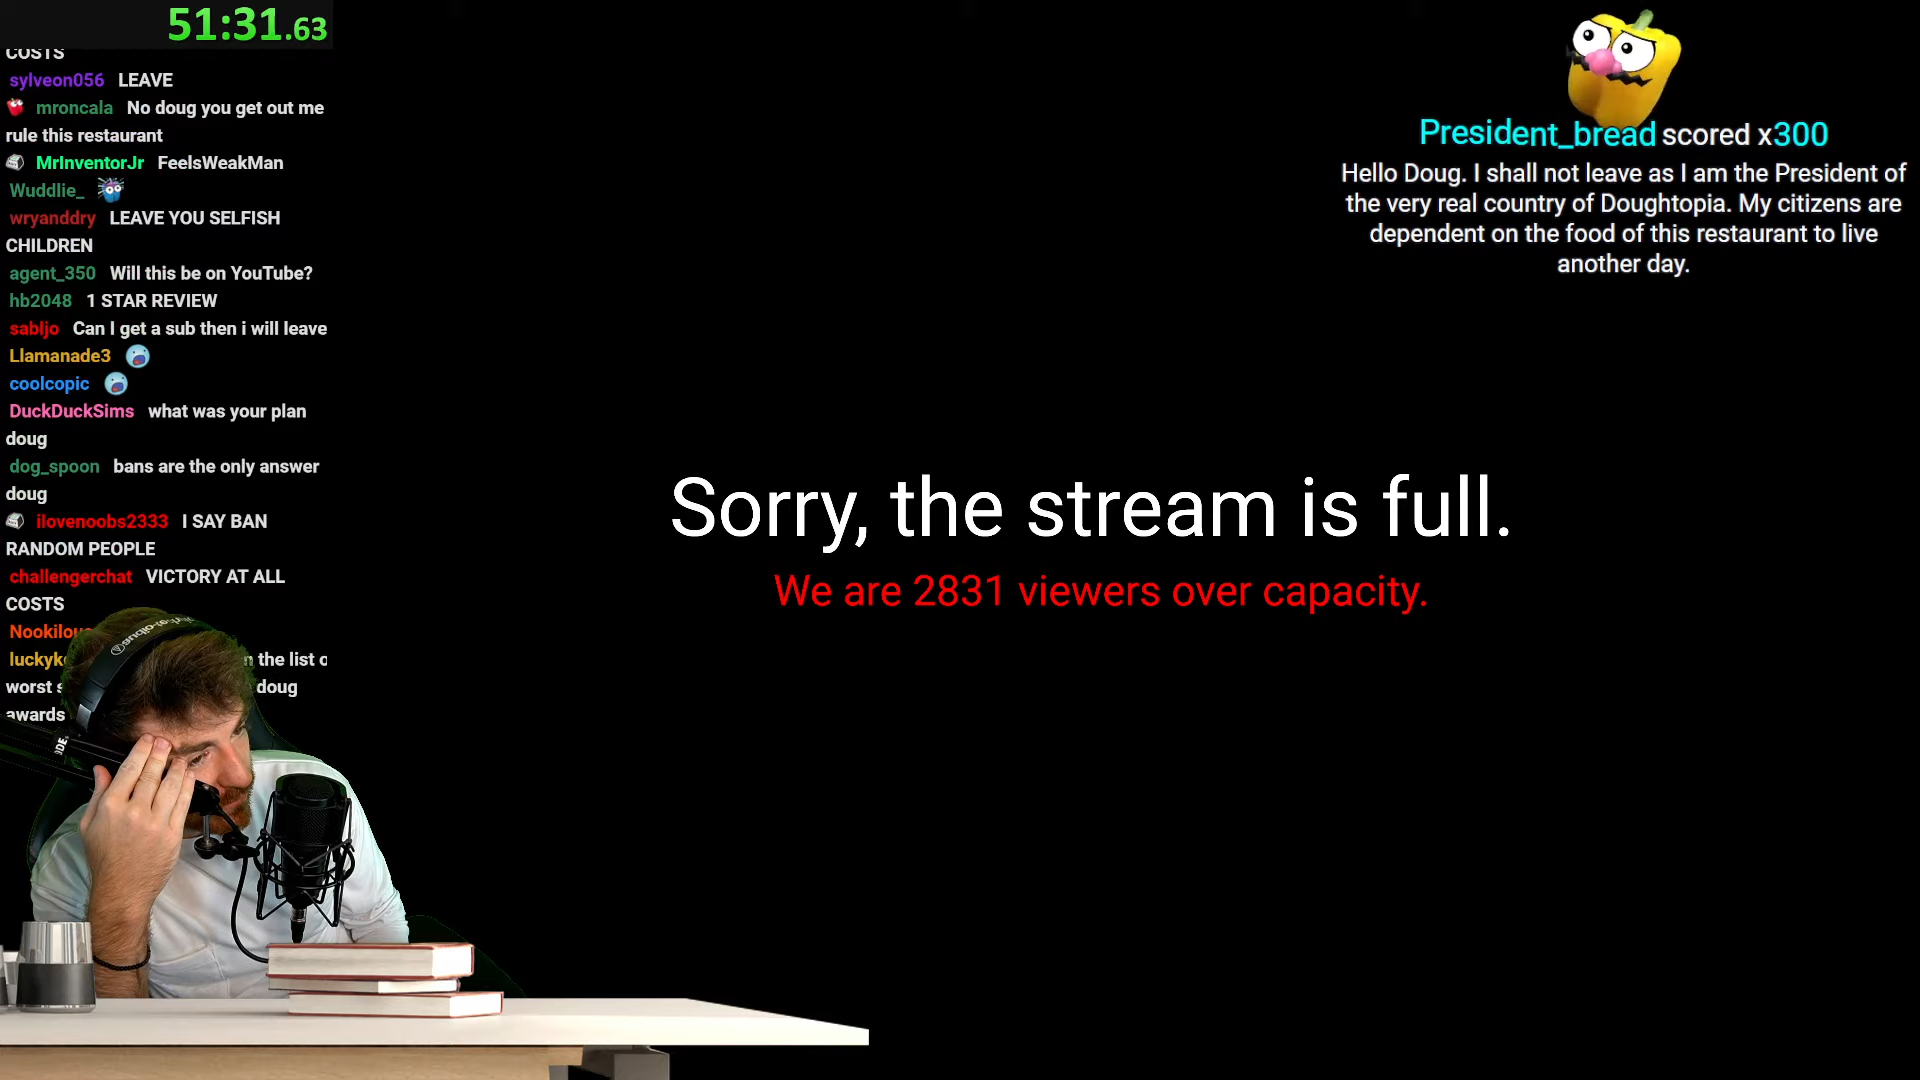 51:31.63
COSTS
sylveon056 LEAVE
mroncala No doug you get out me
rule this restaurant
MrInventorJr FeelsWeakMan
Wuddlie_
wryanddry LEAVE YOU SELFISH
CHILDREN
agent_350 Will this be on YouTube?
hb2048 1 STAR REVIEW
sabljo Can I get a sub then i will leave
Llamanade3
coolcopic
DuckDuckSims what was your plan
doug
dog_spoon bans are the only answer
doug
ilovenoobs2333 I SAY BAN
RANDOM PEOPLE
challengerchat VICTORY AT ALL
COSTS
the list
worst
doug
awards
President_bread scored x300
Hello Doug. I shall not leave as I am the President of
the very real country of Doughtopia. My citizens are
dependent on the food of this restaurant to live
another day.
Sorry, the stream is full.
We are 2831 viewers over capacity.